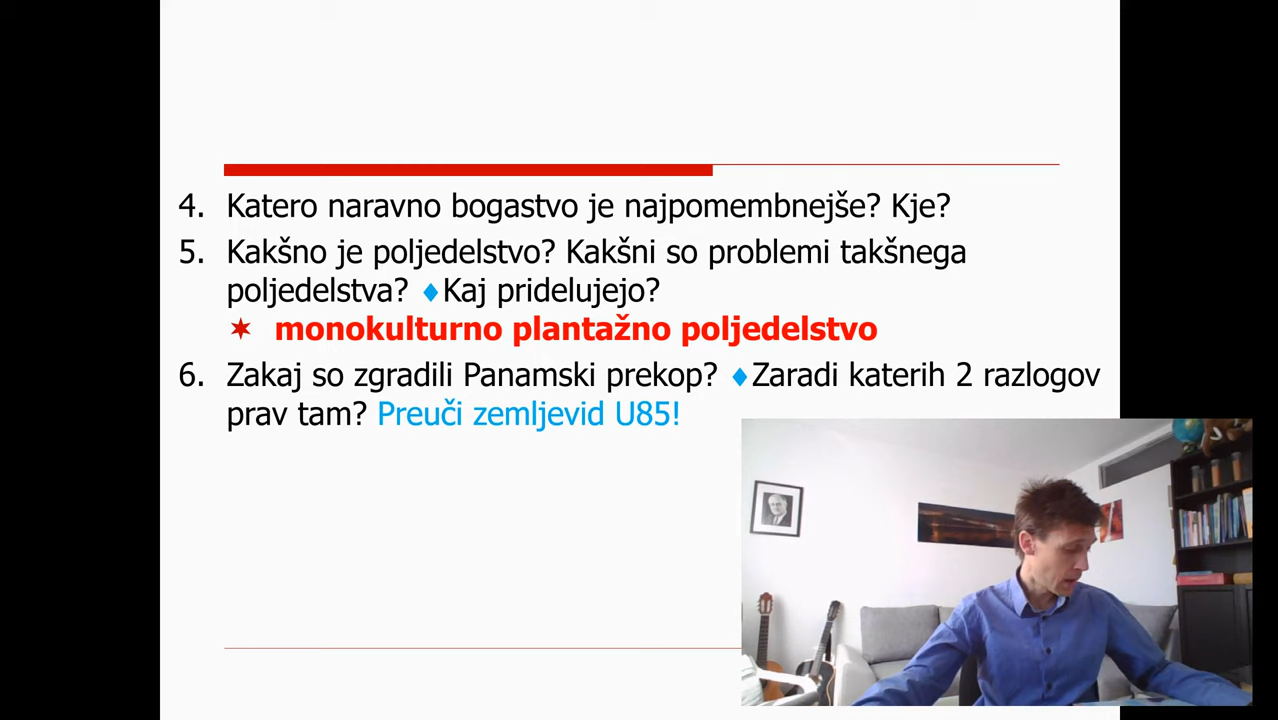 4. Katero naravno bogastvo je najpomembnejše? Kje?
5. Kakšno je poljedelstvo? Kakšni so problemi takšnega
poljedelstva? ♦Kaj pridelujejo?
✶ monokulturno plantažno poljedelstvo
6. Zakaj so zgradili Panamski prekop? ♦Zaradi katerih 2 razlogov
prav tam? Preuči zemljevid U85!